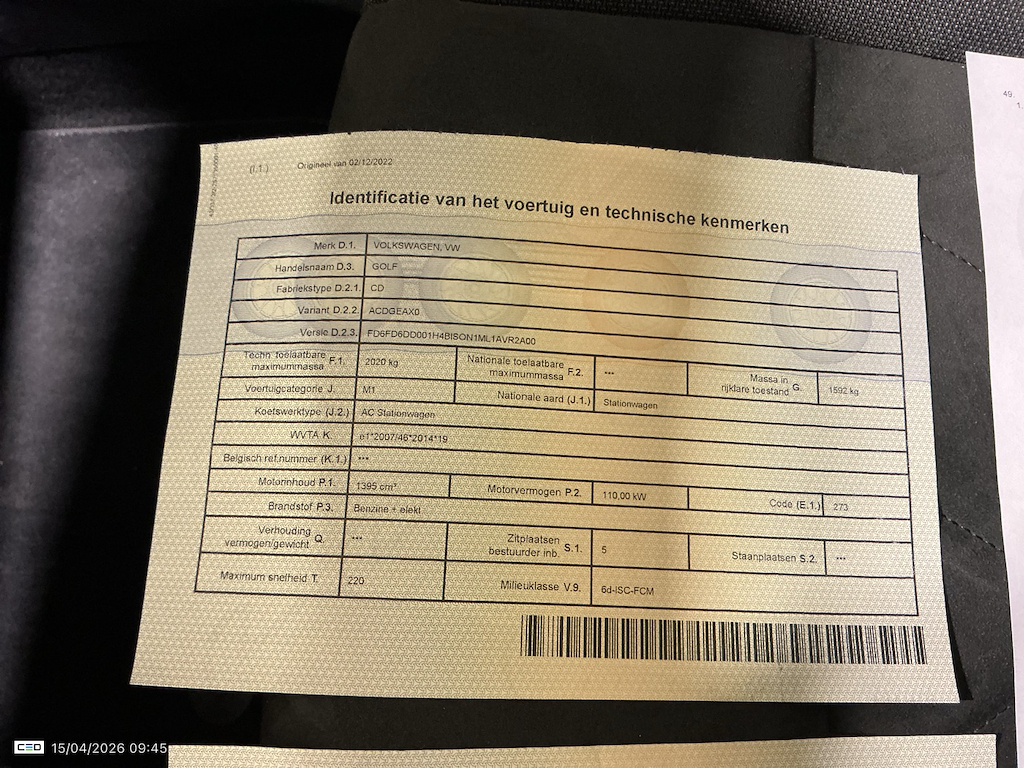 (I.1)
Origineel van 02/12/2022
Identificatie van het voertuig en technische kenmerken
Merk D.1. VOLKSWAGEN, VW
Handelsnaam D.3. GOLF
Fabriekstype D.2.1. CD
Variant D.2.2. ACDGEAX0
Versie D.2.3. FD6FD6DD001H4BISON1ML1AVR2A00
Techn. toelaatbare maximummassa F.1. 2020 kg Nationale toelaatbare maximummassa F.2. *** Massa in rijklare toestand G. 1592 kg
Voertuigcategorie J. M1 Nationale aard (J.1.) Stationwagen
Koetswerktype (J.2.) AC Stationwagen
WVTA K. e1*2007/46*2014*19
Belgisch ref.nummer (K.1.) ***
Motorinhoud P.1. 1395 cm³ Motorvermogen P.2. 110,00 kW Code (E.1.) 273
Brandstof P.3. Benzine + elekt
Verhouding vermogen/gewicht Q. *** Zitplaatsen bestuurder inb. S.1. 5 Staanplaatsen S.2. ***
Maximum snelheid T. 220 Milieuklasse V.9. 6d-ISC-FCM
49.
CED 15/04/2026 09:45